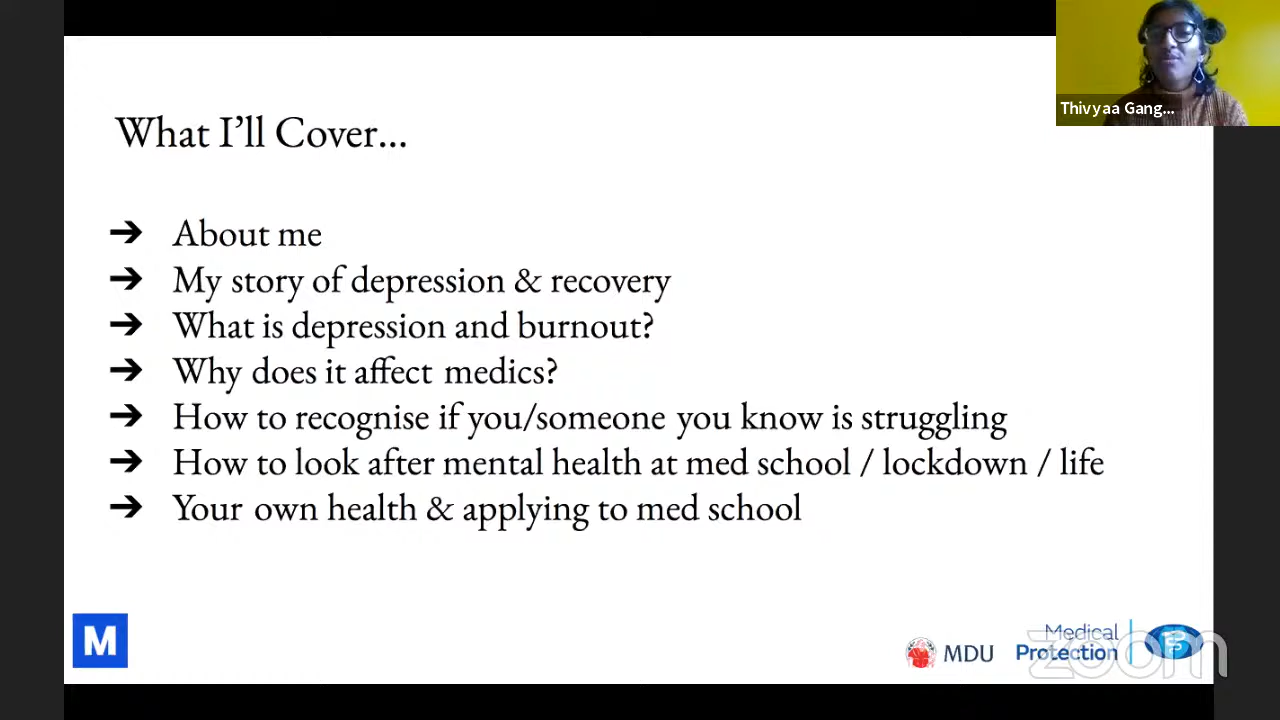 Thivyaa Gang...
What I'll Cover...
➔ About me
➔ My story of depression & recovery
➔ What is depression and burnout?
➔ Why does it affect medics?
➔ How to recognise if you/someone you know is struggling
➔ How to look after mental health at med school / lockdown / life
➔ Your own health & applying to med school
M
MDU
Medical
Protection
zoom